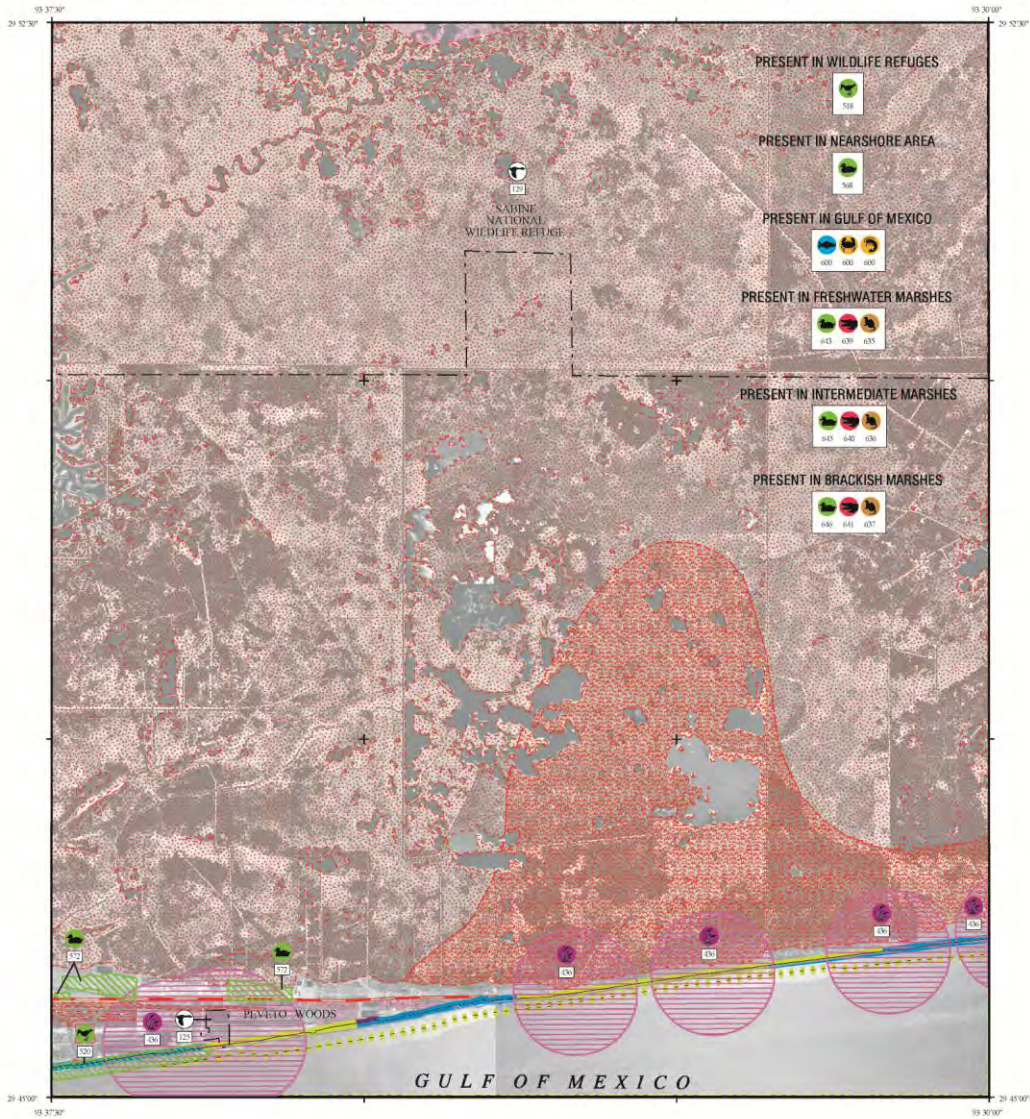 93 37'30"
93 30'00"
29 52'30"
29 52'30"
PRESENT IN WILDLIFE REFUGES
518
PRESENT IN NEARSHORE AREA
568
129
SABINE
NATIONAL
WILDLIFE REFUGE
PRESENT IN GULF OF MEXICO
600 600 600
PRESENT IN FRESHWATER MARSHES
643 639 635
PRESENT IN INTERMEDIATE MARSHES
645 640 636
PRESENT IN BRACKISH MARSHES
646 641 637
436
436
436
436
572
572
PEVETO WOODS
436
125
520
GULF OF MEXICO
29 45'00"
29 45'00"
93 37'30"
93 30'00"